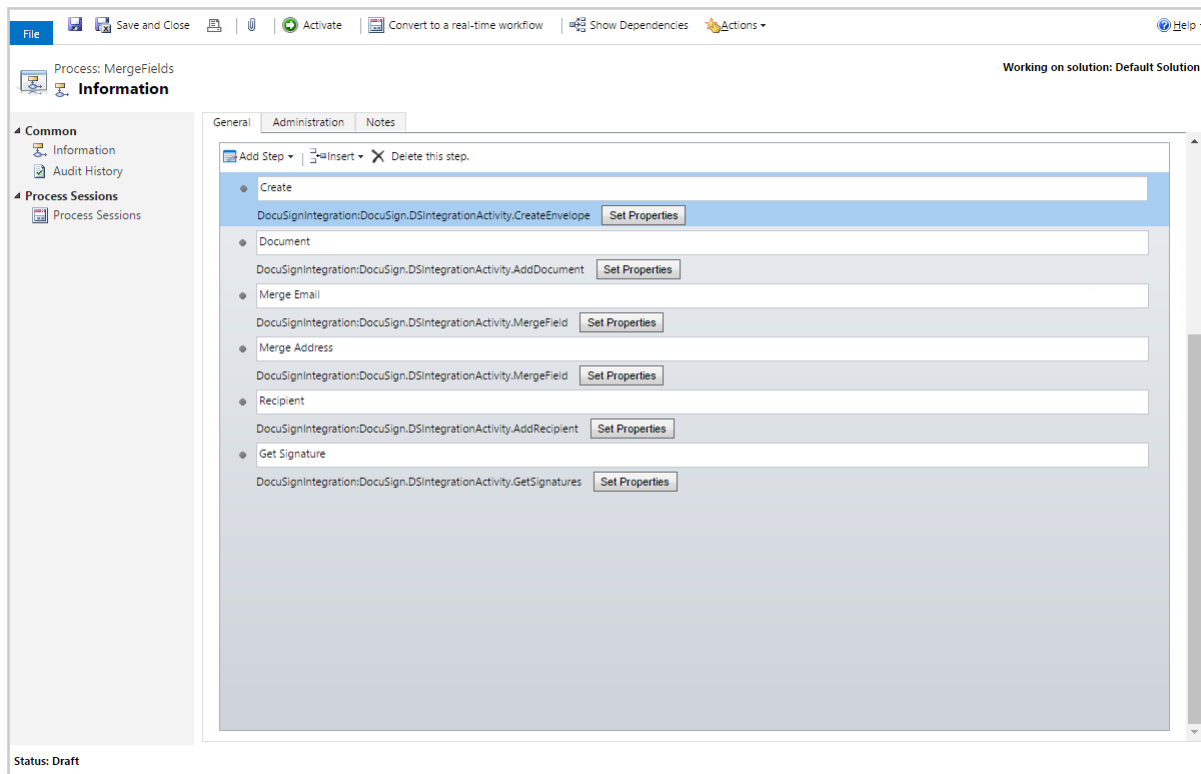 File
Save and Close
Activate
Convert to a real-time workflow
Show Dependencies
Actions
Help
Process: MergeFields
Information
Working on solution: Default Solution
Common
Information
Audit History
Process Sessions
Process Sessions
General
Administration
Notes
Add Step
Insert
Delete this step.
Create
DocuSignIntegration:DocuSign.DSIntegrationActivity.CreateEnvelope
Set Properties
Document
DocuSignIntegration:DocuSign.DSIntegrationActivity.AddDocument
Set Properties
Merge Email
DocuSignIntegration:DocuSign.DSIntegrationActivity.MergeField
Set Properties
Merge Address
DocuSignIntegration:DocuSign.DSIntegrationActivity.MergeField
Set Properties
Recipient
DocuSignIntegration:DocuSign.DSIntegrationActivity.AddRecipient
Set Properties
Get Signature
DocuSignIntegration:DocuSign.DSIntegrationActivity.GetSignatures
Set Properties
Status: Draft